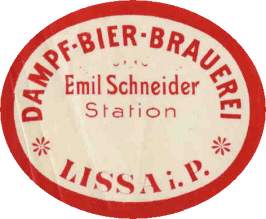 DAMPF-BIER-BRAUEREI
Emil Schneider
Station
LISSA i. P.